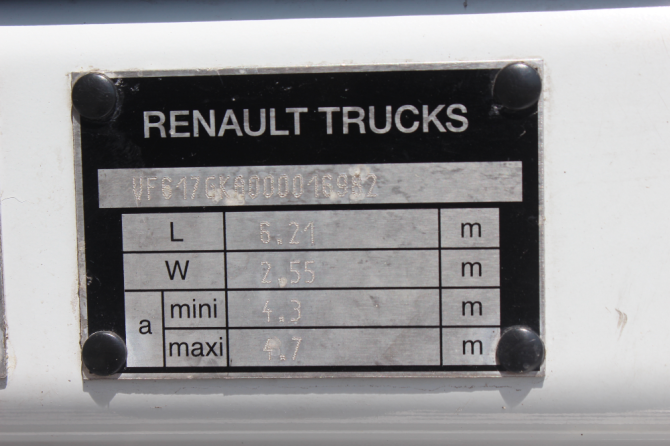 RENAULT TRUCKS
L 6.21 m
W 2.55 m
a mini 4.3 m
maxi 4.7 m